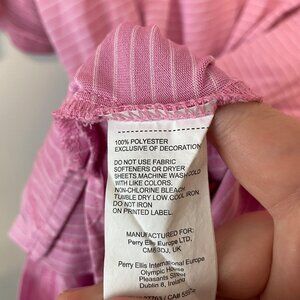 100% POLYESTER
EXCLUSIVE OF DECORATION
DO NOT USE FABRIC
SOFTENERS OR DRYER
SHEETS.MACHINE WASH COLD
WITH LIKE COLORS.
NON-CHLORINE BLEACH
TUMBLE DRY LOW.COOL IRON.
DO NOT IRON
ON PRINTED LABEL.
MANUFACTURED FOR:
Perry Ellis Europe LTD,
Perry Ellis International Europe
Olympic House
Pleasants Street
Dublin 8, Ireland